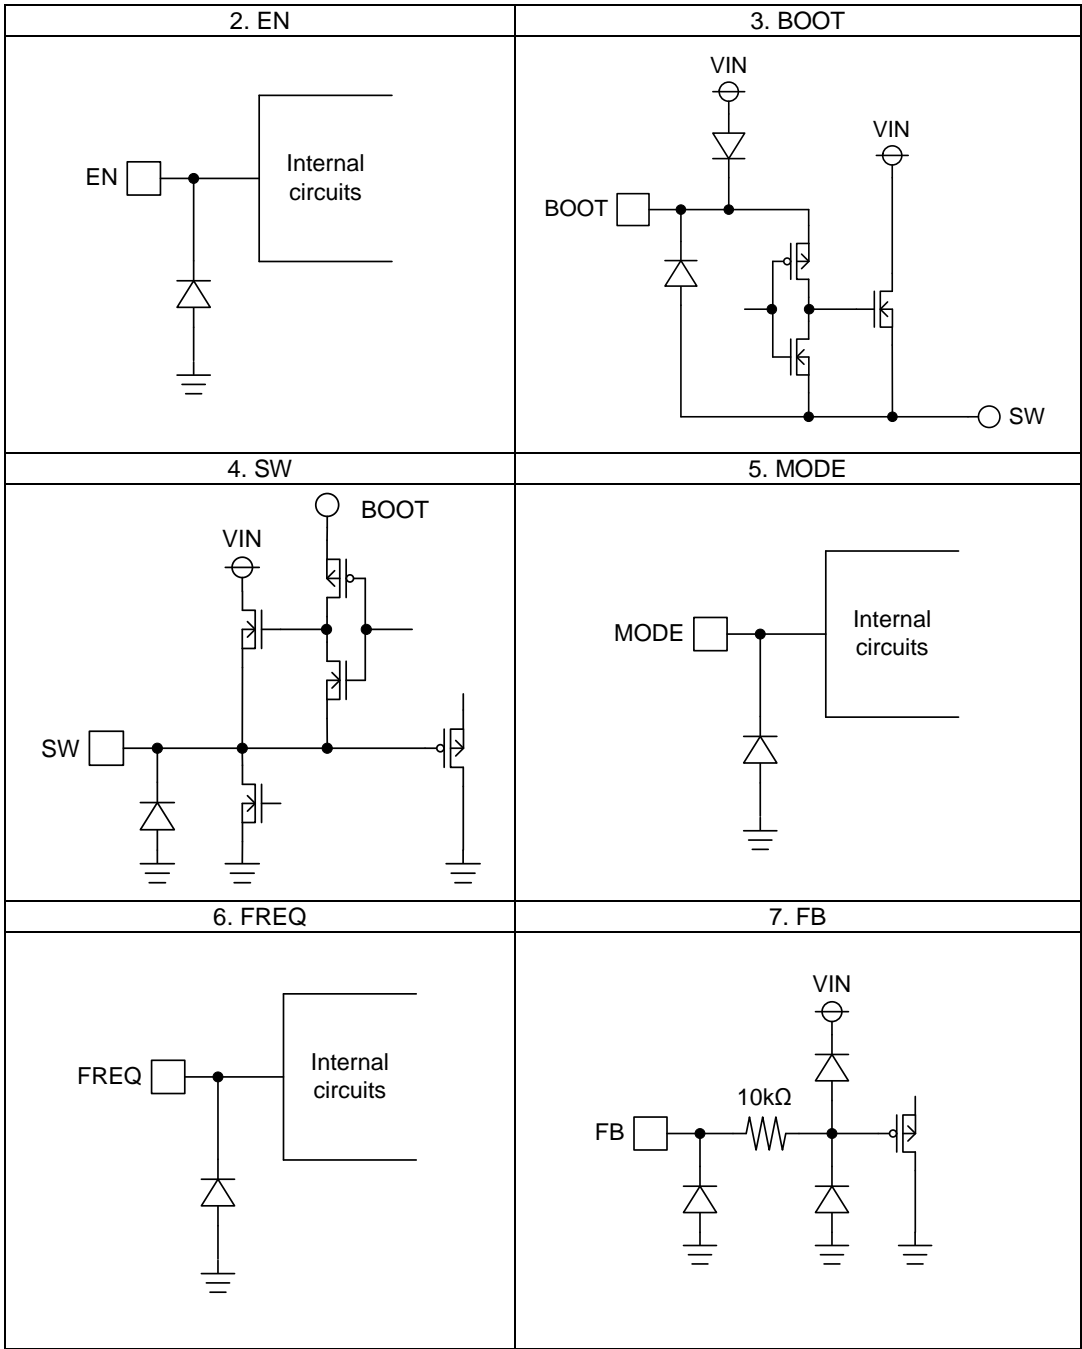 2. EN
3. BOOT
EN
Internal
circuits
VIN
VIN
BOOT
SW
4. SW
5. MODE
BOOT
VIN
SW
MODE
Internal
circuits
6. FREQ
7. FB
FREQ
Internal
circuits
VIN
10kΩ
FB